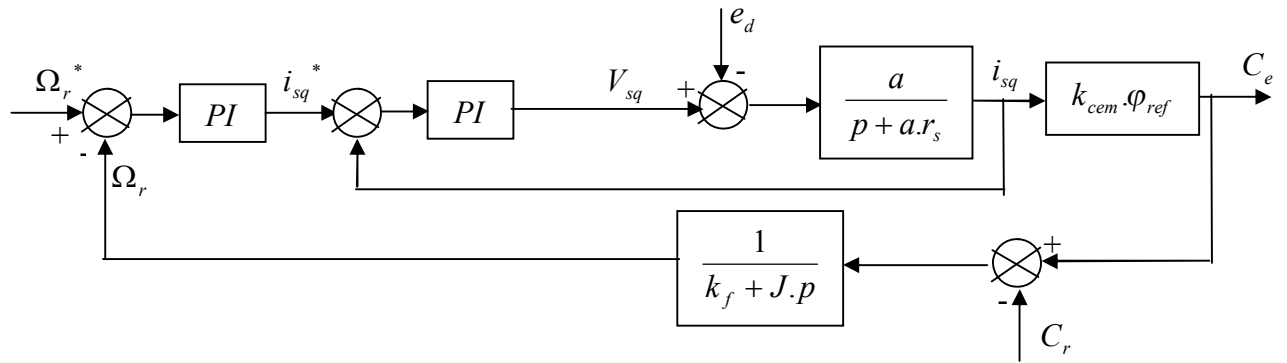 e_d
Ω_r^*
i_sq^*
V_sq
i_sq
C_e
+
-
PI
PI
+
-
a
p + a.r_s
k_cem.φ_ref
Ω_r
1
k_f + J.p
+
-
C_r